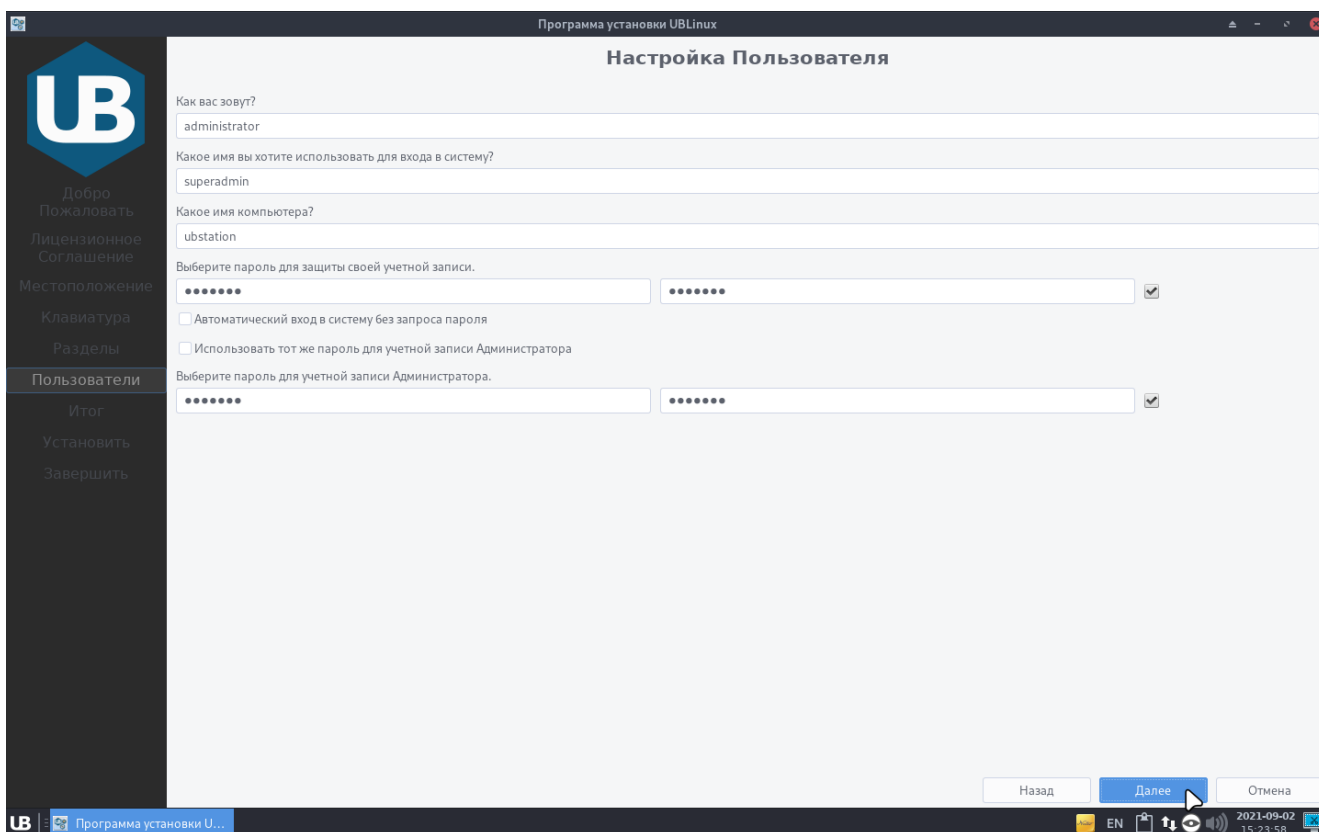 Программа установки UBLinux
UB
Добро
Пожаловать
Лицензионное
Соглашение
Местоположение
Клавиатура
Разделы
Пользователи
Итог
Установить
Завершить
Настройка Пользователя
Как вас зовут?
administrator
Какое имя вы хотите использовать для входа в систему?
superadmin
Какое имя компьютера?
ubstation
Выберите пароль для защиты своей учетной записи.
●●●●●●● ●●●●●●●
Автоматический вход в систему без запроса пароля
Использовать тот же пароль для учетной записи Администратора
Выберите пароль для учетной записи Администратора.
●●●●●●● ●●●●●●●
Назад Далее Отмена
UB Программа установки U... EN 2021-09-02
15:23:58